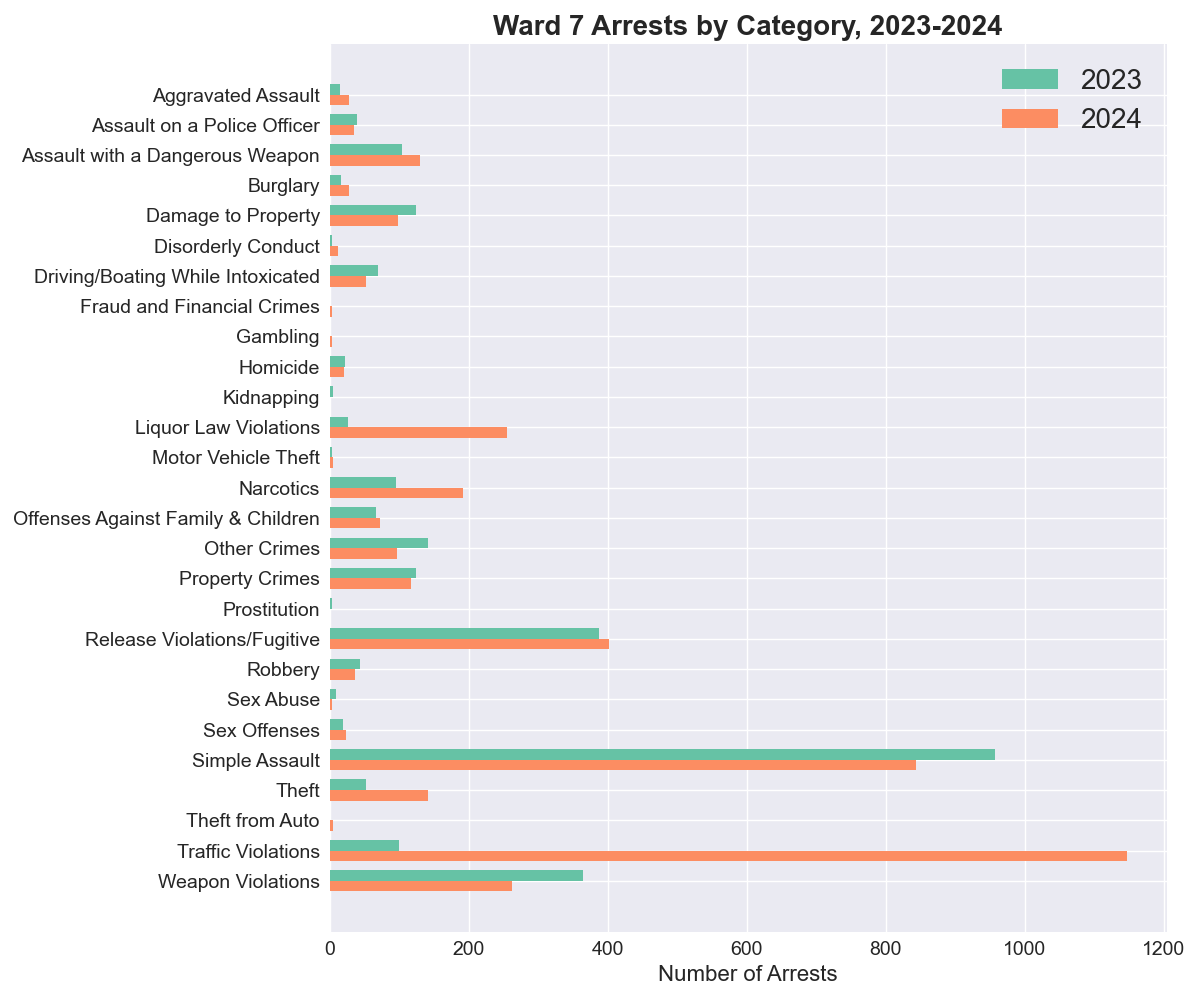 Ward 7 Arrests by Category, 2023-2024
2023
2024
Aggravated Assault
Assault on a Police Officer
Assault with a Dangerous Weapon
Burglary
Damage to Property
Disorderly Conduct
Driving/Boating While Intoxicated
Fraud and Financial Crimes
Gambling
Homicide
Kidnapping
Liquor Law Violations
Motor Vehicle Theft
Narcotics
Offenses Against Family & Children
Other Crimes
Property Crimes
Prostitution
Release Violations/Fugitive
Robbery
Sex Abuse
Sex Offenses
Simple Assault
Theft
Theft from Auto
Traffic Violations
Weapon Violations
0 200 400 600 800 1000 1200
Number of Arrests